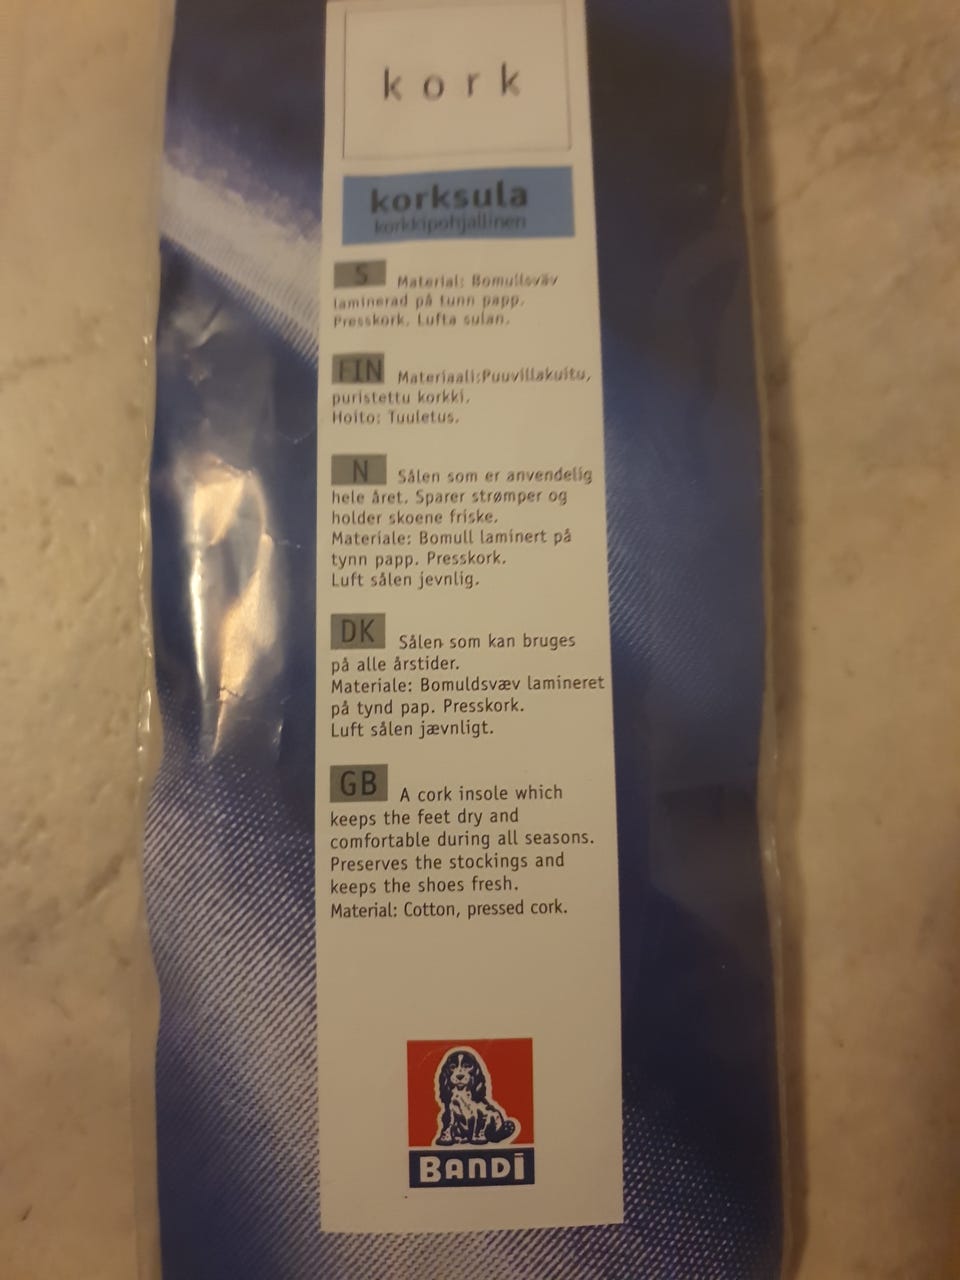 kork
korksula
korkkipohjallinen
S Material: Bomullsväv
laminerad på tunn papp.
Presskork. Lufta sulan.
FIN Materiaali:Puuvillakuitu,
puristettu korkki.
Hoito: Tuuletus.
N Sålen som er anvendelig
hele året. Sparer strømper og
holder skoene friske.
Materiale: Bomull laminert på
tynn papp. Presskork.
Luft sålen jevnlig.
DK Sålen som kan bruges
på alle årstider.
Materiale: Bomuldsvæv lamineret
på tynd pap. Presskork.
Luft sålen jævnligt.
GB A cork insole which
keeps the feet dry and
comfortable during all seasons.
Preserves the stockings and
keeps the shoes fresh.
Material: Cotton, pressed cork.
BANDI